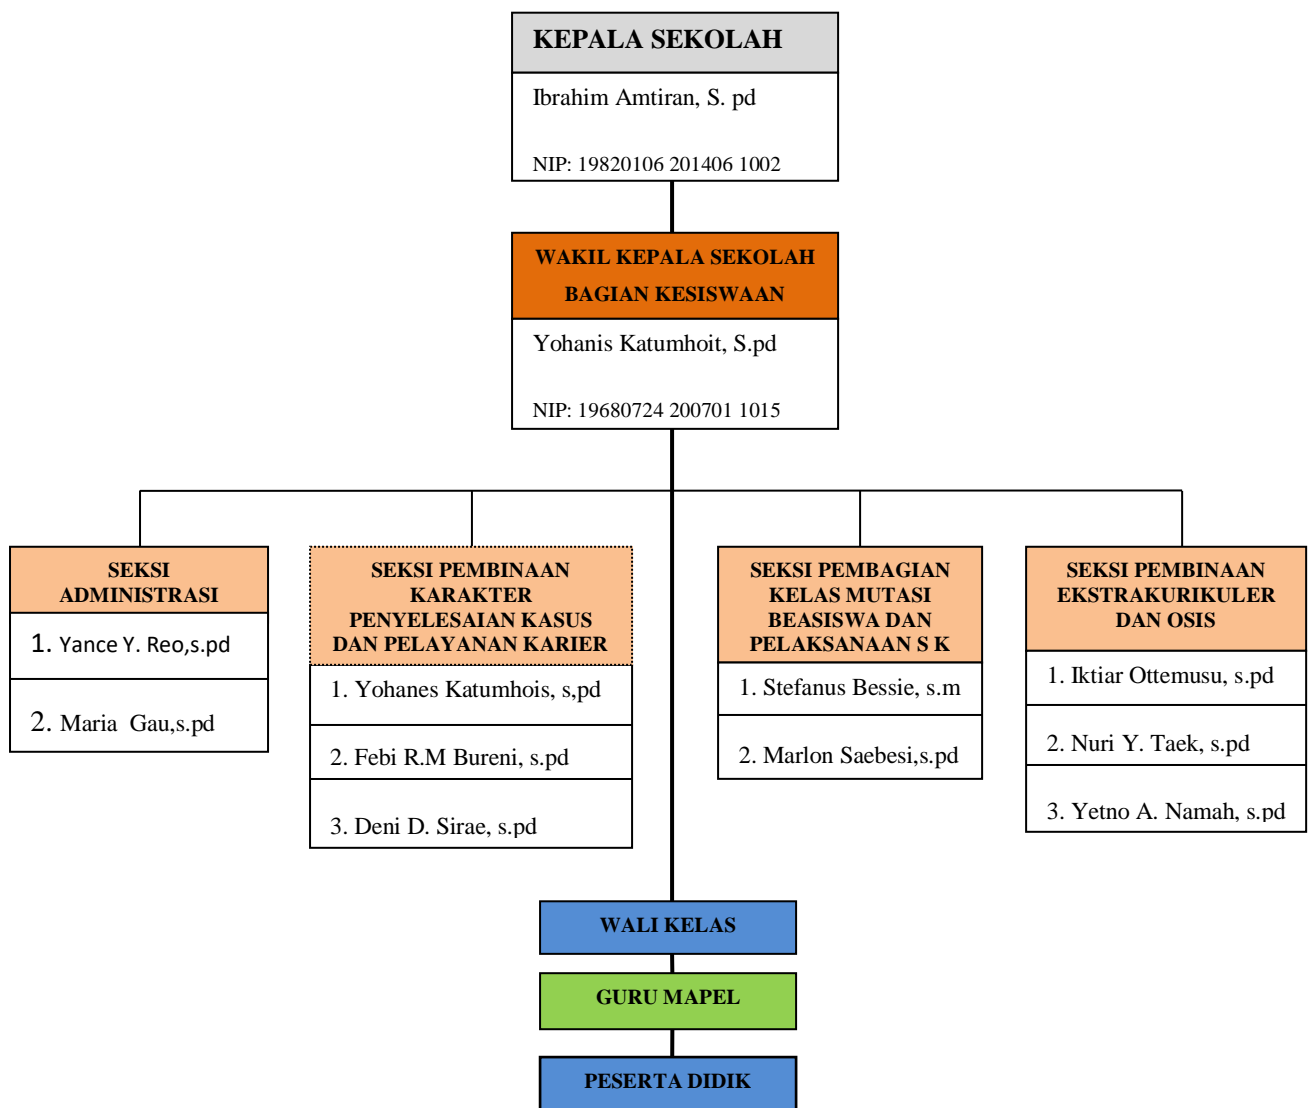 KEPALA SEKOLAH
Ibrahim Amtiran, S. pd
NIP: 19820106 201406 1002
WAKIL KEPALA SEKOLAH
BAGIAN KESISWAAN
Yohanis Katumhoit, S.pd
NIP: 19680724 200701 1015
SEKSI
ADMINISTRASI
1. Yance Y. Reo,s.pd
2. Maria Gau,s.pd
SEKSI PEMBINAAN
KARAKTER
PENYELESAIAN KASUS
DAN PELAYANAN KARIER
1. Yohanes Katumhois, s,pd
2. Febi R.M Bureni, s.pd
3. Deni D. Sirae, s.pd
SEKSI PEMBAGIAN
KELAS MUTASI
BEASISWA DAN
PELAKSANAAN S K
1. Stefanus Bessie, s.m
2. Marlon Saebesi,s.pd
SEKSI PEMBINAAN
EKSTRAKURIKULER
DAN OSIS
1. Iktiar Ottemusu, s.pd
2. Nuri Y. Taek, s.pd
3. Yetno A. Namah, s.pd
WALI KELAS
GURU MAPEL
PESERTA DIDIK